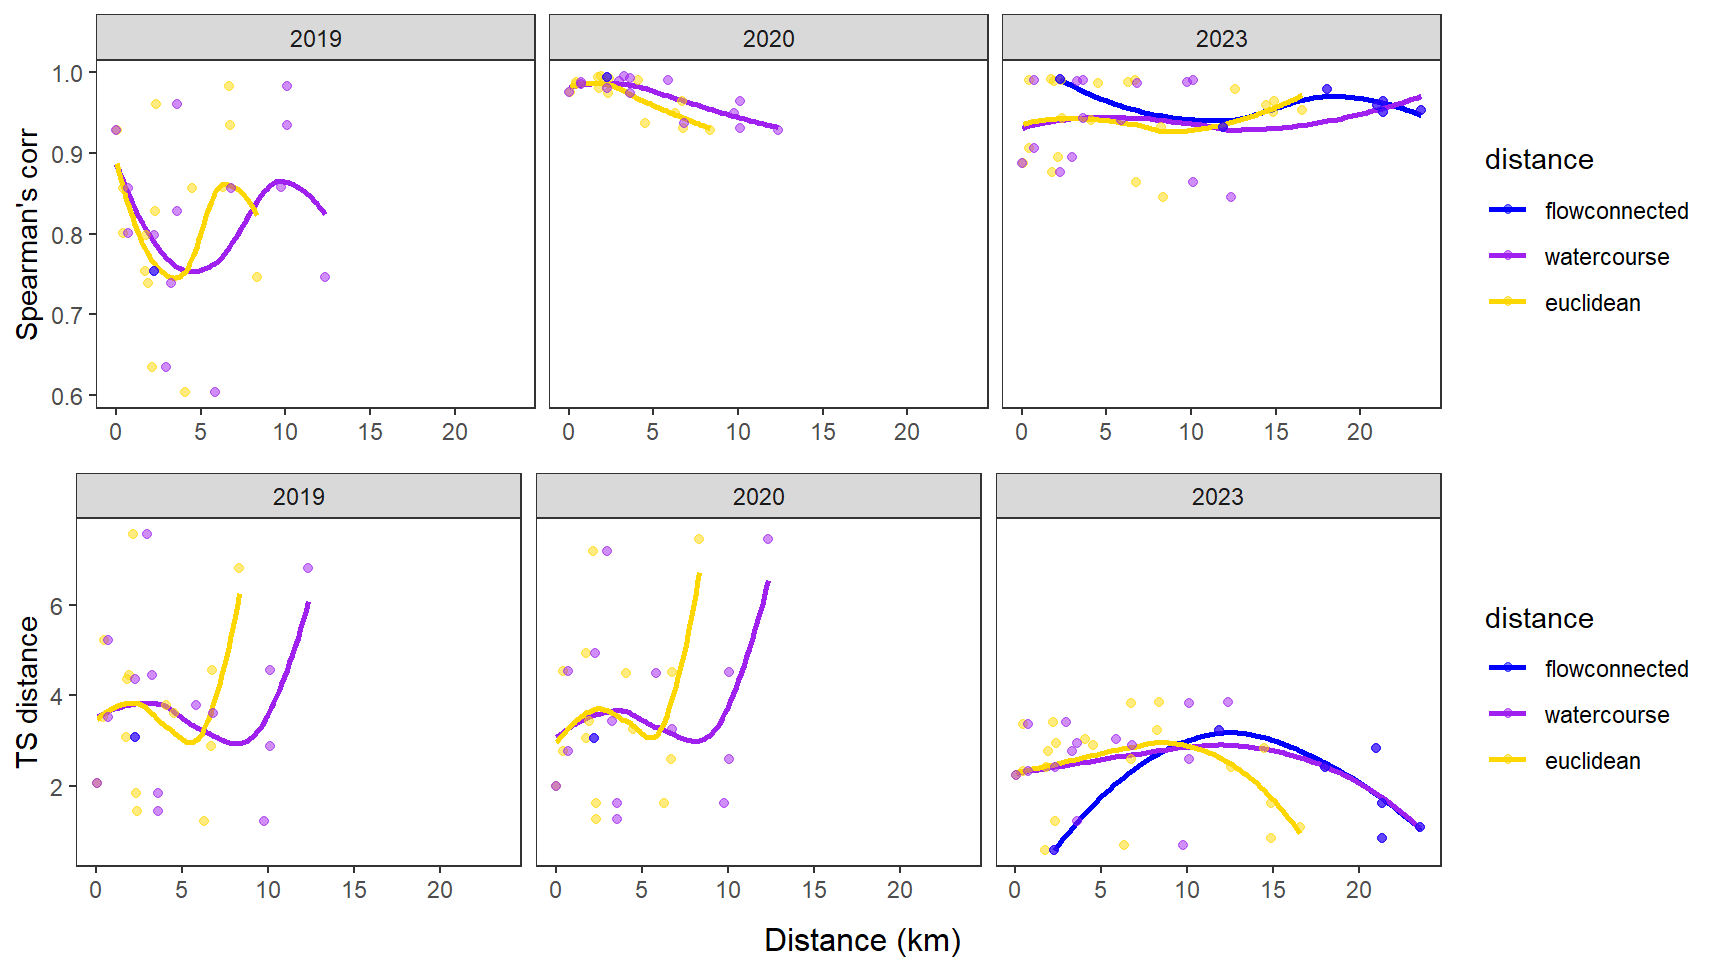 2019 2020 2023
Spearman's corr
1.0
0.9
0.8
0.7
0.6
0 5 10 15 20 0 5 10 15 20 0 5 10 15 20
distance
flowconnected
watercourse
euclidean
2019 2020 2023
TS distance
6
4
2
0 5 10 15 20 0 5 10 15 20 0 5 10 15 20
distance
flowconnected
watercourse
euclidean
Distance (km)